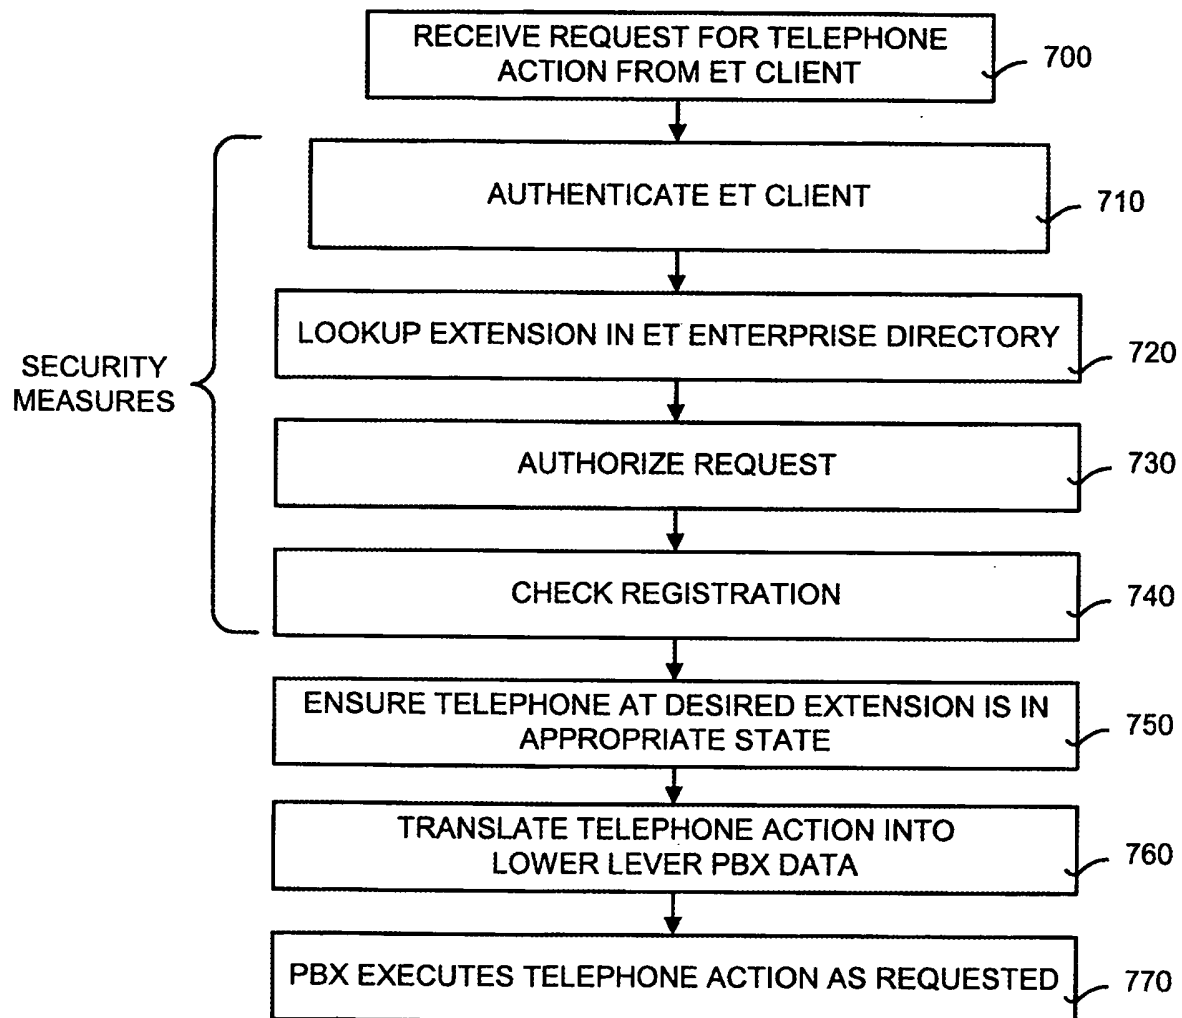 RECEIVE REQUEST FOR TELEPHONE
ACTION FROM ET CLIENT
700
AUTHENTICATE ET CLIENT
710
LOOKUP EXTENSION IN ET ENTERPRISE DIRECTORY
720
SECURITY
MEASURES
AUTHORIZE REQUEST
730
CHECK REGISTRATION
740
ENSURE TELEPHONE AT DESIRED EXTENSION IS IN
APPROPRIATE STATE
750
TRANSLATE TELEPHONE ACTION INTO
LOWER LEVER PBX DATA
760
PBX EXECUTES TELEPHONE ACTION AS REQUESTED
770